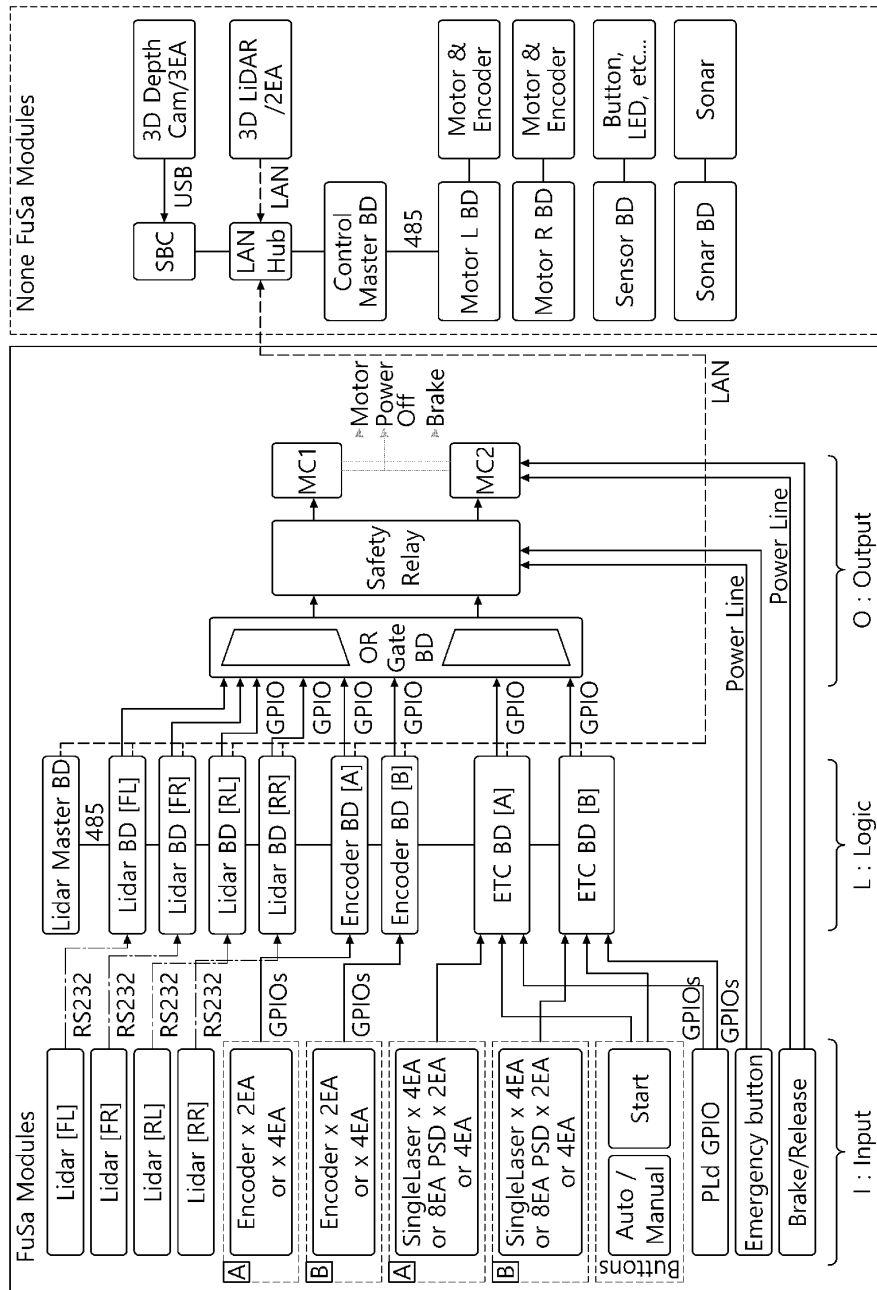 FuSa Modules
Lidar [FL]
Lidar [FR]
Lidar [RL]
Lidar [RR]
A
Encoder x 2EA
or x 4EA
B
Encoder x 2EA
or x 4EA
A
SingleLaser x 4EA
or 8EA PSD x 2EA
or 4EA
B
SingleLaser x 4EA
or 8EA PSD x 2EA
or 4EA
Buttons
Auto /
Manual
Start
PLd GPIO
Emergency button
Brake/Release
I : Input
RS232
RS232
RS232
RS232
GPIOs
GPIOs
GPIOs
GPIOs
Lidar Master BD
485
Lidar BD [FL]
Lidar BD [FR]
Lidar BD [RL]
Lidar BD [RR]
Encoder BD [A]
Encoder BD [B]
ETC BD [A]
ETC BD [B]
L : Logic
GPIO
GPIO
GPIO
GPIO
GPIO
GPIO
OR
Gate
BD
Safety
Relay
MC1
MC2
Motor
Power
Off
Brake
Power Line
Power Line
LAN
O : Output
None FuSa Modules
3D Depth
Cam/3EA
USB
SBC
3D LiDAR
/2EA
LAN
LAN
Hub
Control
Master BD
485
Motor L BD
Motor &
Encoder
Motor R BD
Motor &
Encoder
Sensor BD
Button,
LED, etc...
Sonar BD
Sonar